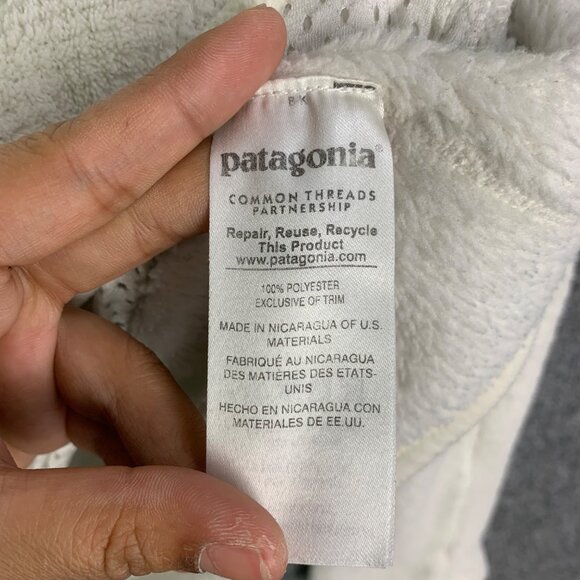 BK
patagonia®
COMMON THREADS
PARTNERSHIP
Repair, Reuse, Recycle
This Product
www.patagonia.com
100% POLYESTER
EXCLUSIVE OF TRIM
MADE IN NICARAGUA OF U.S.
MATERIALS
FABRIQUÉ AU NICARAGUA
DES MATIÈRES DES ETATS-
UNIS
HECHO EN NICARAGUA CON
MATERIALES DE EE.UU.